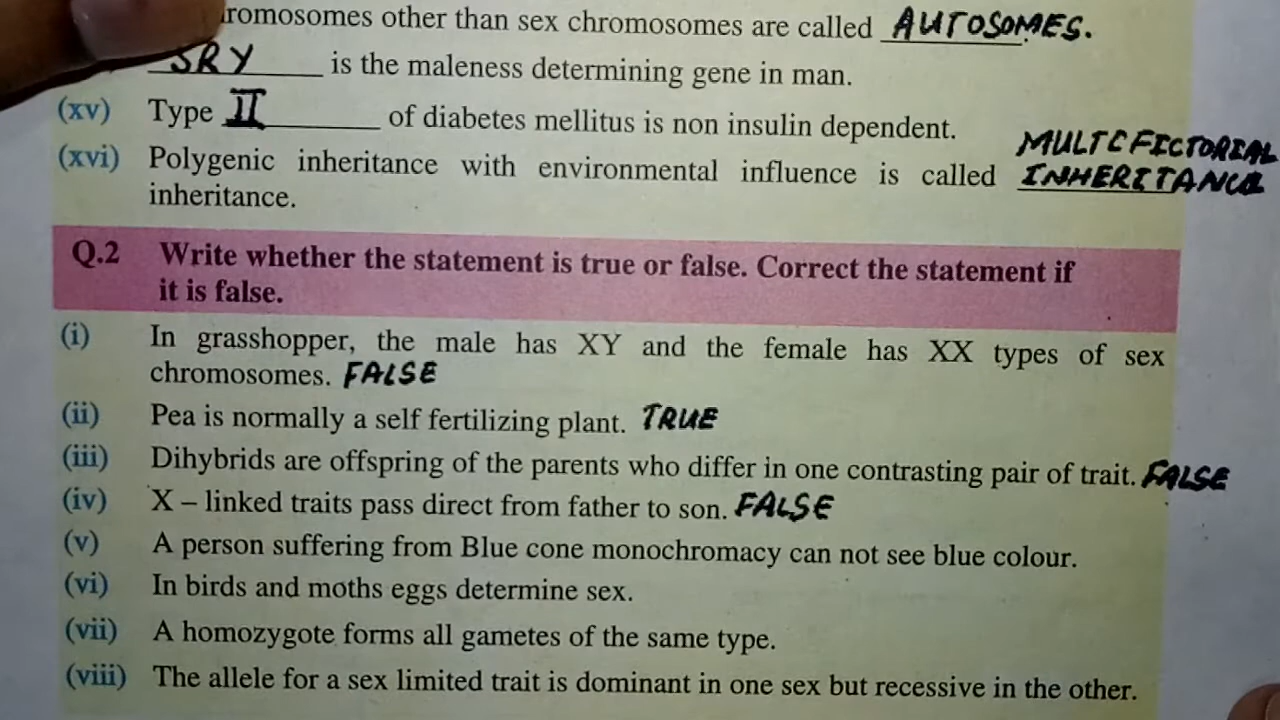 romosomes other than sex chromosomes are called AUTOSOMES.
SRY is the maleness determining gene in man.
(xv) Type II of diabetes mellitus is non insulin dependent.
MULTCFICTORIAL
(xvi) Polygenic inheritance with environmental influence is called INHERITANCE
inheritance.
Q.2 Write whether the statement is true or false. Correct the statement if
it is false.
(i) In grasshopper, the male has XY and the female has XX types of sex
chromosomes. FALSE
(ii) Pea is normally a self fertilizing plant. TRUE
(iii) Dihybrids are offspring of the parents who differ in one contrasting pair of trait. FALSE
(iv) X – linked traits pass direct from father to son. FALSE
(v) A person suffering from Blue cone monochromacy can not see blue colour.
(vi) In birds and moths eggs determine sex.
(vii) A homozygote forms all gametes of the same type.
(viii) The allele for a sex limited trait is dominant in one sex but recessive in the other.